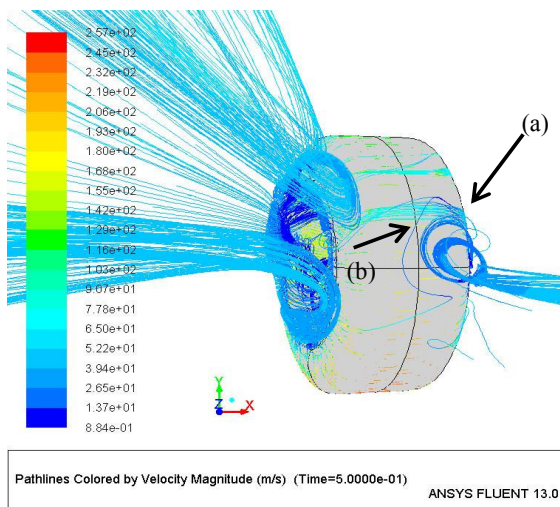 2.57e+02
2.45e+02
2.32e+02
2.19e+02
2.06e+02
1.93e+02
1.80e+02
1.68e+02
1.55e+02
1.42e+02
1.29e+02
1.16e+02
1.03e+02
9.07e+01
7.78e+01
6.50e+01
5.22e+01
3.94e+01
2.65e+01
1.37e+01
8.84e-01
(a)
(b)
Y
Z
X
Pathlines Colored by Velocity Magnitude (m/s) (Time=5.0000e-01)
ANSYS FLUENT 13.0